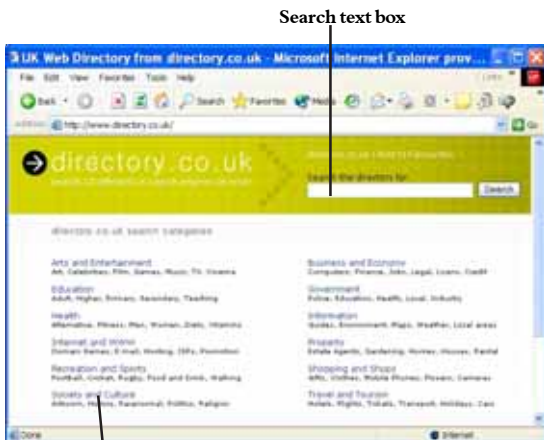 Search text box
UK Web Directory from directory.co.uk - Microsoft Internet Explorer prov...
File Edit View Favorites Tools Help
Back Search Favorites Media
Address http://www.directory.co.uk/ Go
directory.co.uk
Search the directory for:
Search
directory.co.uk search categories
Arts and Entertainment
Art, Celebrities, Film, Games, Music, TV, Cinema
Business and Economy
Computers, Finance, Jobs, Legal, Loans, Credit
Education
Adult, Higher, Primary, Secondary, Teaching
Government
Police, Education, Health, Local, Industry
Health
Alternative, Fitness, Men, Women, Diets, Vitamins
Information
Guides, Environment, Maps, Weather, Local areas
Internet and WWW
Domain Names, E-mail, Hosting, ISPs, Promotion
Property
Estate Agents, Gardening, Homes, Houses, Rental
Recreation and Sports
Football, Cricket, Rugby, Food and Drink, Walking
Shopping and Shops
Gifts, Clothes, Mobile Phones, Flowers, Cameras
Society and Culture
History, Paranormal, Politics, Religion
Travel and Tourism
Hotels, Flights, Tickets, Transport, Holidays, Cars
Done Internet